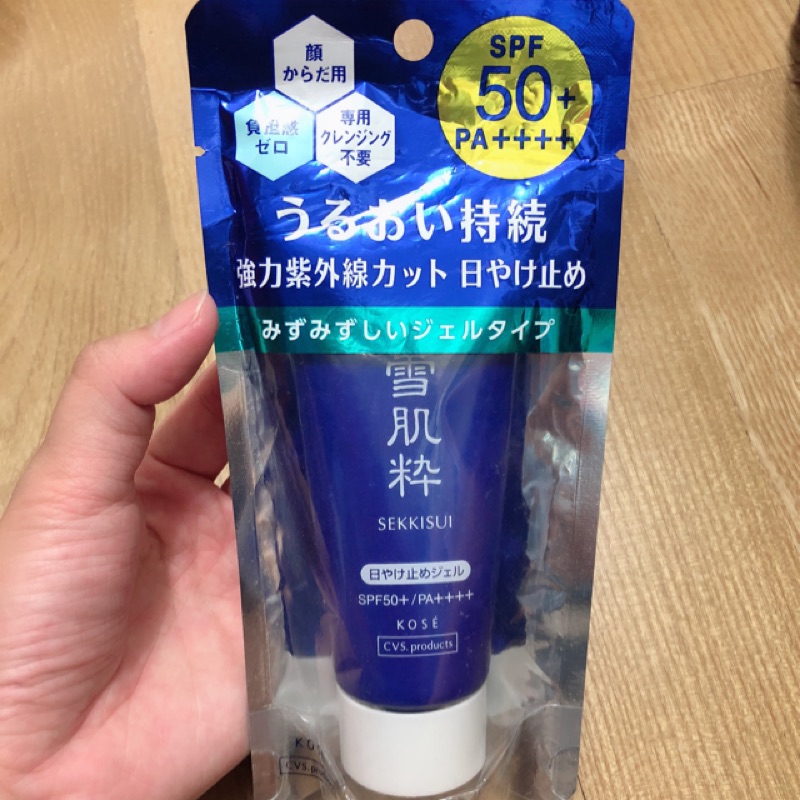 顔
からだ用
負担感
ゼロ
専用
クレンジング
不要
SPF
50+
PA++++
うるおい持続
強力紫外線カット 日やけ止め
みずみずしいジェルタイプ
雪肌粋
SEKKISUI
日やけ止めジェル
SPF50+/PA++++
KOSÉ
CVS.products
KOS
CVS.pr